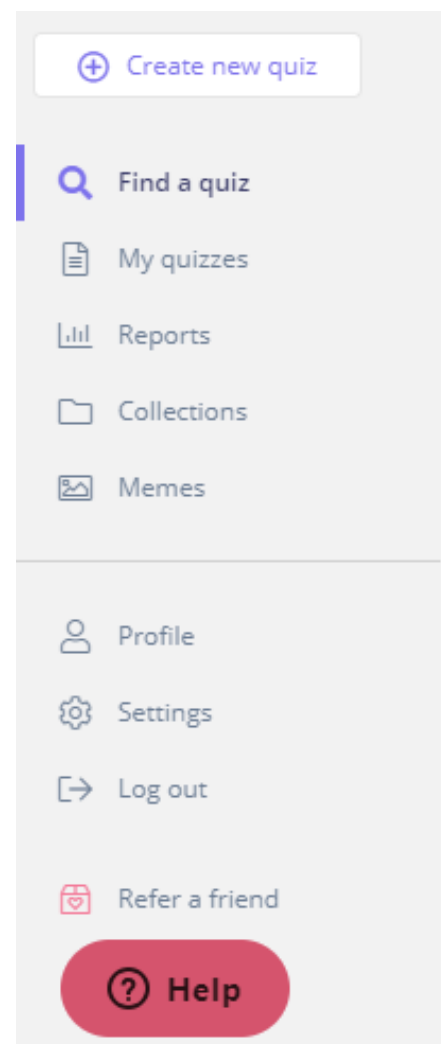 Create new quiz
Find a quiz
My quizzes
Reports
Collections
Memes
Profile
Settings
Log out
Refer a friend
Help